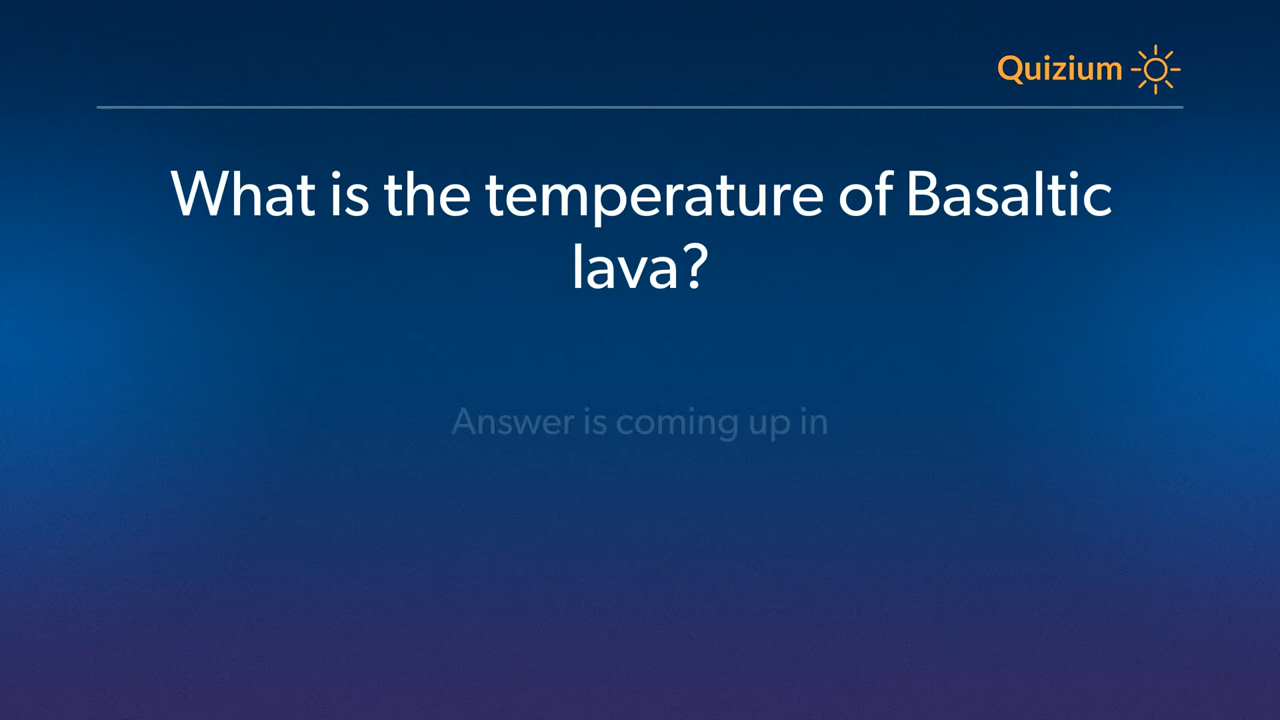 Quizium
What is the temperature of Basaltic
lava?
Answer is coming up in